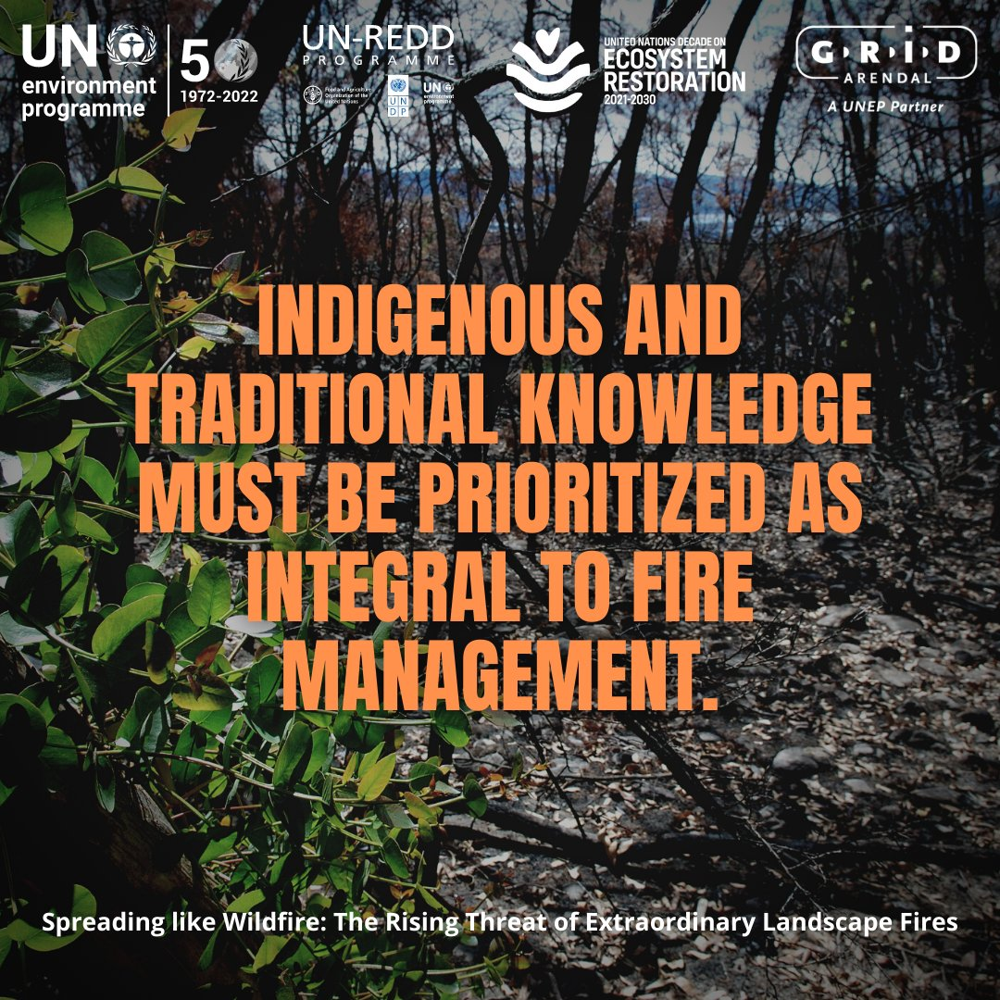 UN
environment
programme
50
1972-2022
UN-REDD
PROGRAMME
Food and Agriculture
Organization of the
United Nations
UN
DP
UN
environment
programme
UNITED NATIONS DECADE ON
ECOSYSTEM
RESTORATION
2021-2030
GRID
ARENDAL
A UNEP Partner
INDIGENOUS AND
TRADITIONAL KNOWLEDGE
MUST BE PRIORITIZED AS
INTEGRAL TO FIRE
MANAGEMENT.
Spreading like Wildfire: The Rising Threat of Extraordinary Landscape Fires